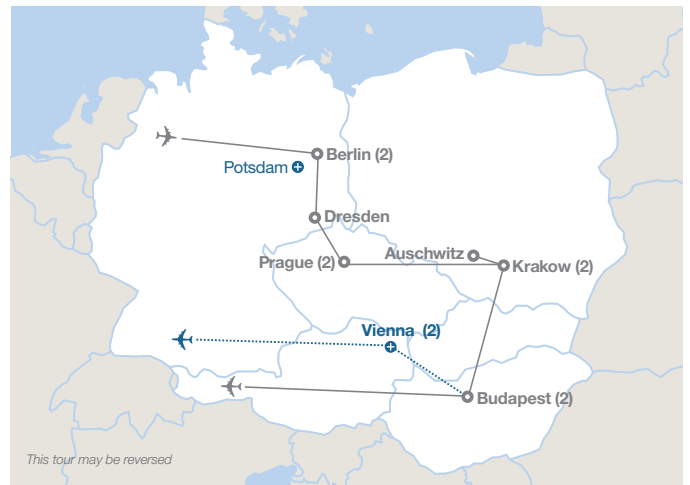 Berlin (2)
Potsdam
Dresden
Auschwitz
Prague (2)
Krakow (2)
Vienna (2)
Budapest (2)
This tour may be reversed